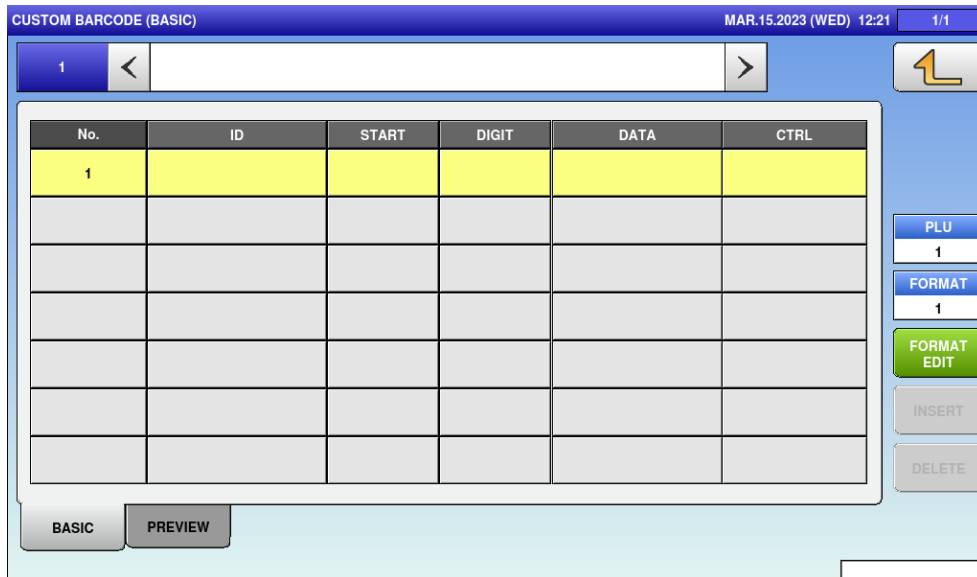 CUSTOM BARCODE (BASIC) MAR.15.2023 (WED) 12:21 1/1
1
No. ID START DIGIT DATA CTRL
1
PLU
1
FORMAT
1
FORMAT
EDIT
INSERT
DELETE
BASIC PREVIEW